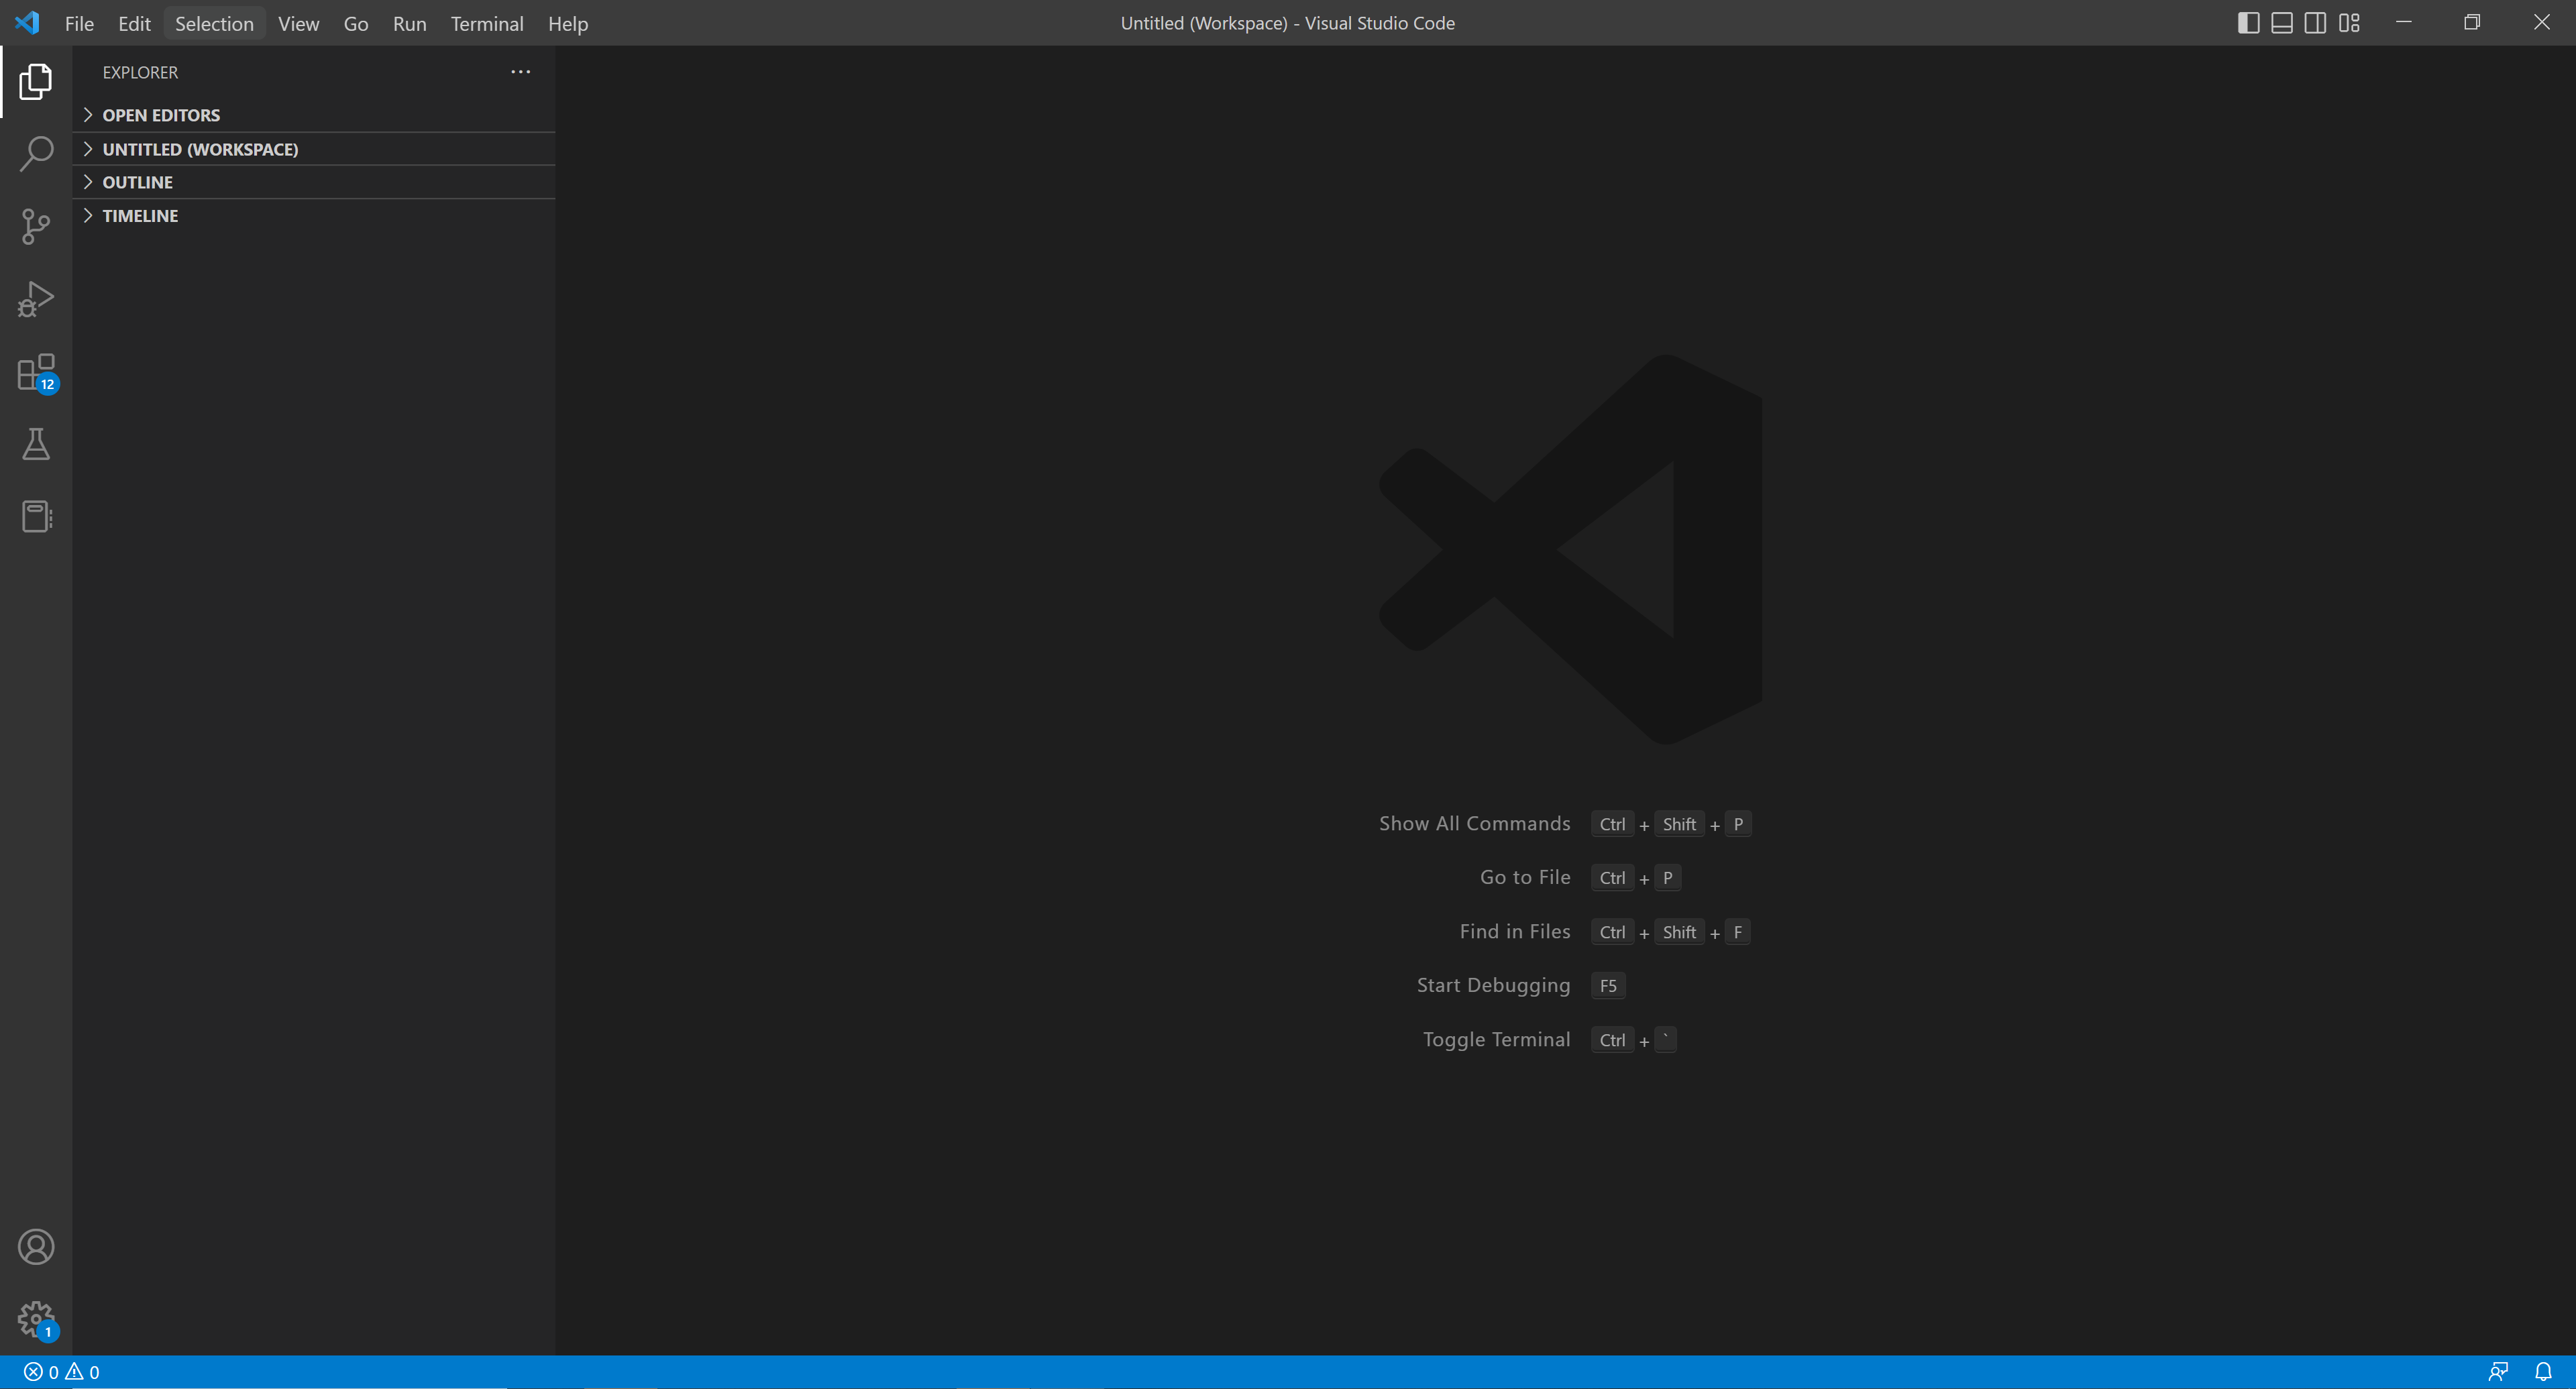 File Edit Selection View Go Run Terminal Help
Untitled (Workspace) - Visual Studio Code
EXPLORER
OPEN EDITORS
UNTITLED (WORKSPACE)
OUTLINE
TIMELINE
12
Show All Commands Ctrl + Shift + P
Go to File Ctrl + P
Find in Files Ctrl + Shift + F
Start Debugging F5
Toggle Terminal Ctrl + `
1
0 0